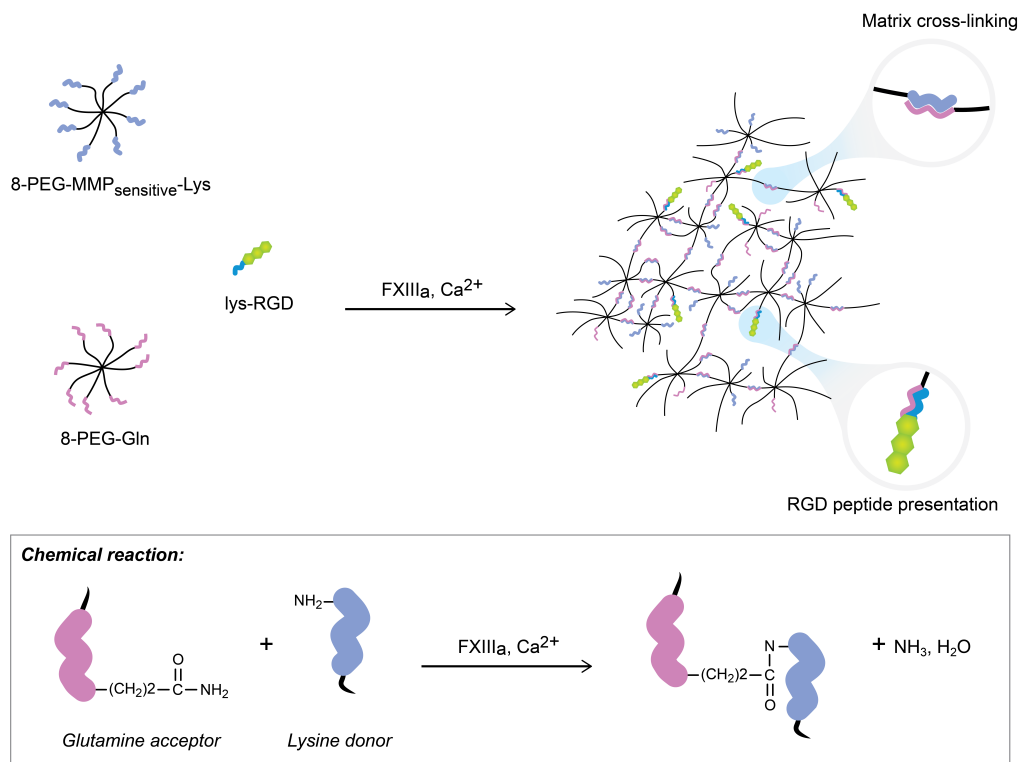 Matrix cross-linking
8-PEG-MMPsensitive-Lys
lys-RGD
FXIIIa, Ca2+
8-PEG-Gln
RGD peptide presentation
Chemical reaction:
NH2
O
(CH2)2
C
NH2
+
FXIIIa, Ca2+
N
(CH2)2
C
O
+ NH3, H2O
Glutamine acceptor
Lysine donor